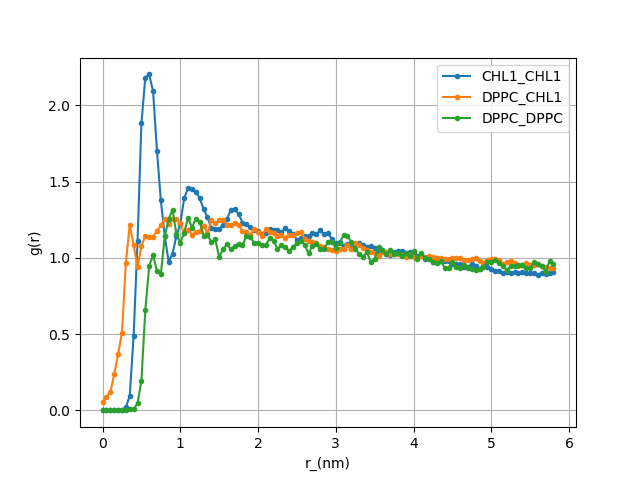 CHL1_CHL1
DPPC_CHL1
DPPC_DPPC
2.0
1.5
1.0
0.5
0.0
g(r)
0 1 2 3 4 5 6
r_(nm)